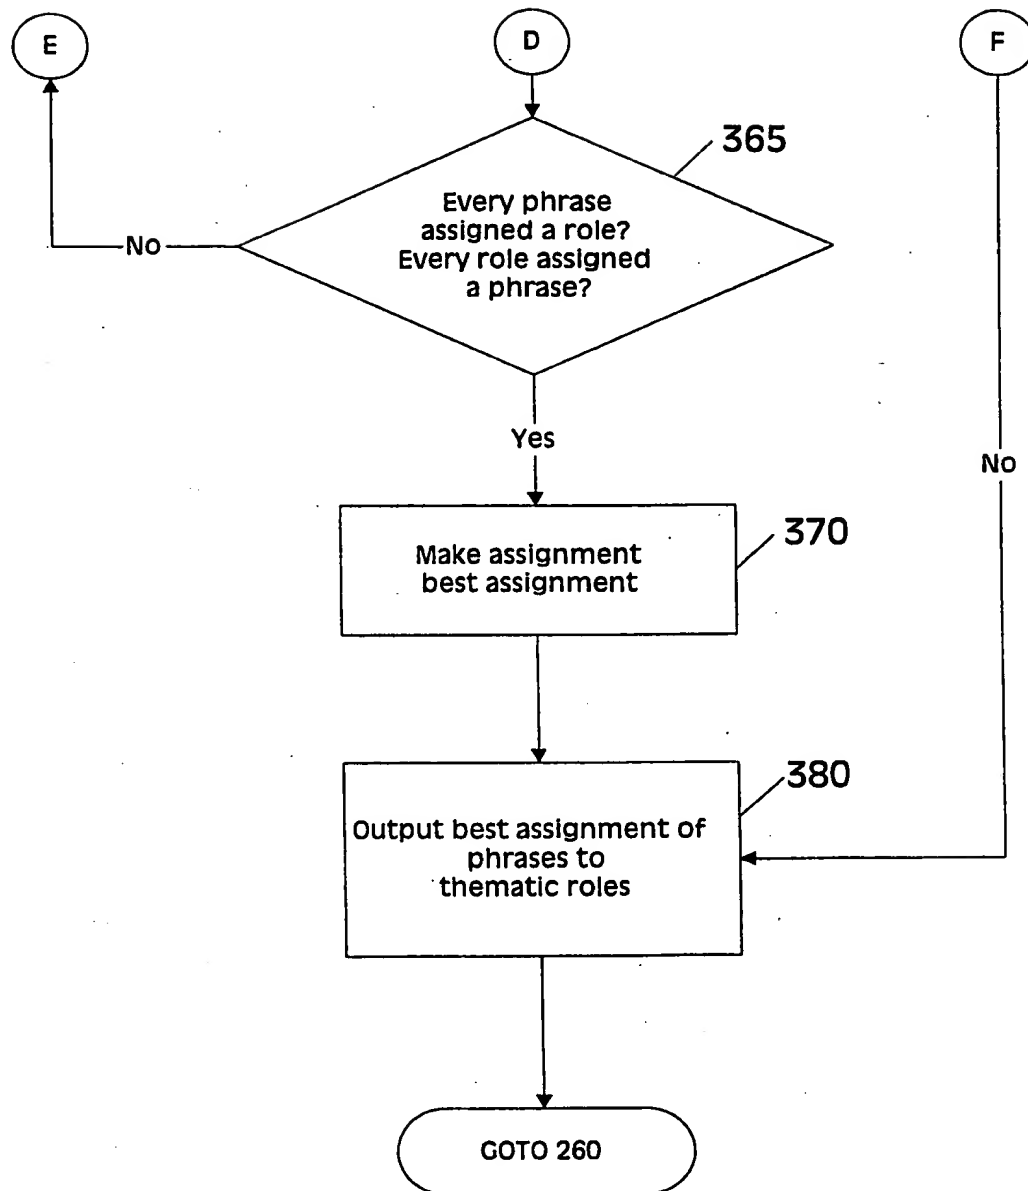 E
D
F
365
Every phrase
assigned a role?
Every role assigned
a phrase?
No
Yes
No
370
Make assignment
best assignment
380
Output best assignment of
phrases to
thematic roles
GOTO 260